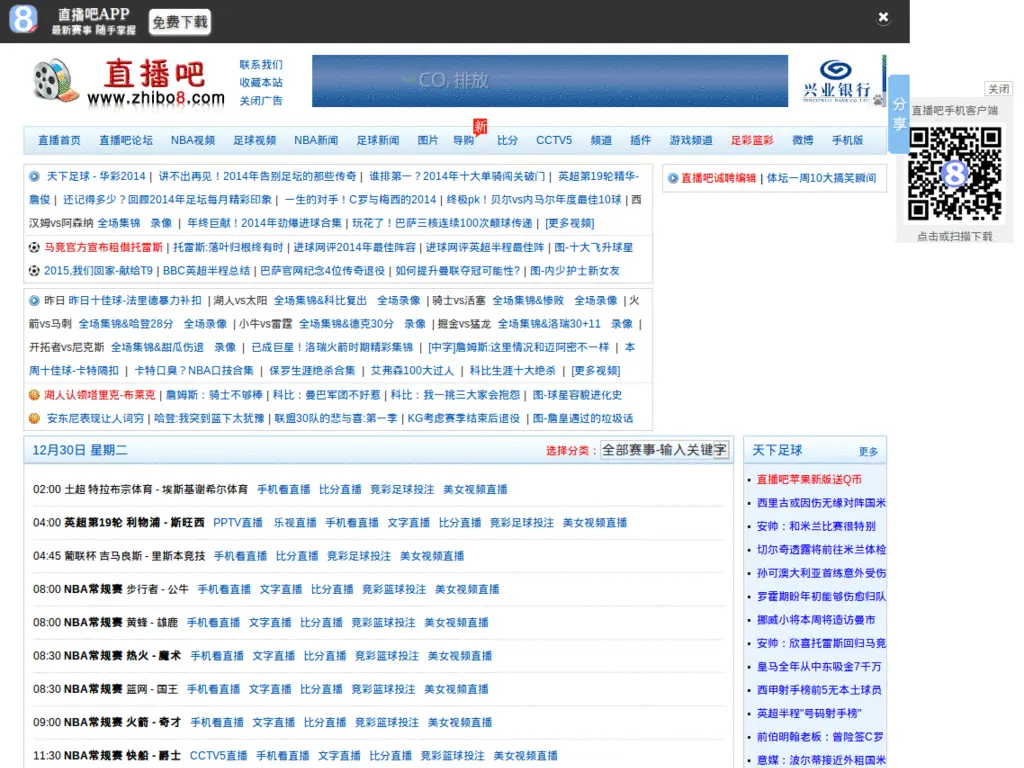 直播吧APP
最新赛事 随手掌握
免费下载
直播吧
www.zhibo8.com
联系我们
收藏本站
关闭广告
CO2排放
兴业银行
INDUSTRIAL BANK CO.,LTD.
分享
关闭
直播吧手机客户端
点击或扫描下载
新
直播首页 直播吧论坛 NBA视频 足球视频 NBA新闻 足球新闻 图片 导购 比分 CCTV5 频道 插件 游戏频道 足彩蓝彩 微博 手机版
天下足球 - 华彩2014 | 讲不出再见！2014年告别足坛的那些传奇 | 谁排第一？2014年十大单骑闯关破门 | 英超第19轮精华-
詹俊 | 还记得多少？回顾2014年足坛每月精彩印象 | 一生的对手！C罗与梅西的2014 | 终极pk！贝尔vs内马尔年度最佳10球 | 西
汉姆vs阿森纳 全场集锦 录像 | 年终巨献！2014年劲爆进球合集 | 玩花了！巴萨三核连续100次颠球传递 | [更多视频]
马竞官方宣布租借托雷斯 | 托雷斯:落叶归根终有时 | 进球网评2014年最佳阵容 | 进球网评英超半程最佳阵 | 图-十大飞升球星
2015,我们回家-献给T9 | BBC英超半程总结 | 巴萨官网纪念4位传奇退役 | 如何提升曼联夺冠可能性? | 图-内少护士新女友
直播吧诚聘编辑 | 体坛一周10大搞笑瞬间
昨日 昨日十佳球-法里德暴力补扣 | 湖人vs太阳 全场集锦&科比复出 全场录像 | 骑士vs活塞 全场集锦&惨败 全场录像 | 火
箭vs马刺 全场集锦&哈登28分 全场录像 | 小牛vs雷霆 全场集锦&德克30分 录像 | 掘金vs猛龙 全场集锦&洛瑞30+11 录像 |
开拓者vs尼克斯 全场集锦&甜瓜伤退 录像 | 已成巨星！洛瑞火箭时期精彩集锦 | [中字]詹姆斯:这里情况和迈阿密不一样 | 本
周十佳球-卡特隔扣 | 卡特口臭？NBA口技合集 | 保罗生涯绝杀合集 | 艾弗森100大过人 | 科比生涯十大绝杀 | [更多视频]
湖人认领塔里克-布莱克 | 詹姆斯：骑士不够棒 | 科比：曼巴军团不好惹 | 科比：我一挑三大家会抱怨 | 图-球星容貌进化史
安东尼表现让人词穷 | 哈登:我突到篮下太犹豫 | 联盟30队的悲与喜:第一季 | KG考虑赛季结束后退役 | 图-詹皇遇过的垃圾话
12月30日 星期二
选择分类：全部赛事-输入关键字
02:00 土超 特拉布宗体育 - 埃斯基谢希尔体育 手机看直播 比分直播 竞彩足球投注 美女视频直播
04:00 英超第19轮 利物浦 - 斯旺西 PPTV直播 乐视直播 手机看直播 文字直播 比分直播 竞彩足球投注 美女视频直播
04:45 葡联杯 吉马良斯 - 里斯本竞技 手机看直播 比分直播 竞彩足球投注 美女视频直播
08:00 NBA常规赛 步行者 - 公牛 手机看直播 文字直播 比分直播 竞彩篮球投注 美女视频直播
08:00 NBA常规赛 黄蜂 - 雄鹿 手机看直播 文字直播 比分直播 竞彩篮球投注 美女视频直播
08:30 NBA常规赛 热火 - 魔术 手机看直播 文字直播 比分直播 竞彩篮球投注 美女视频直播
08:30 NBA常规赛 篮网 - 国王 手机看直播 文字直播 比分直播 竞彩篮球投注 美女视频直播
09:00 NBA常规赛 火箭 - 奇才 手机看直播 文字直播 比分直播 竞彩篮球投注 美女视频直播
11:30 NBA常规赛 快船 - 爵士 CCTV5直播 手机看直播 文字直播 比分直播 竞彩篮球投注 美女视频直播
天下足球 更多
直播吧苹果新版送Q币
西里古或因伤无缘对阵国米
安帅：和米兰比赛很特别
切尔奇透露将前往米兰体检
孙可澳大利亚首练意外受伤
罗霍期盼年初能够伤愈归队
挪威小将本周将造访曼市
安帅：欣喜托雷斯回归马竞
皇马全年从中东吸金7千万
西甲射手榜前5无本土球员
英超半程"号码射手榜"
前伯明翰老板：曾险签C罗
意媒：波尔蒂接近外租国米